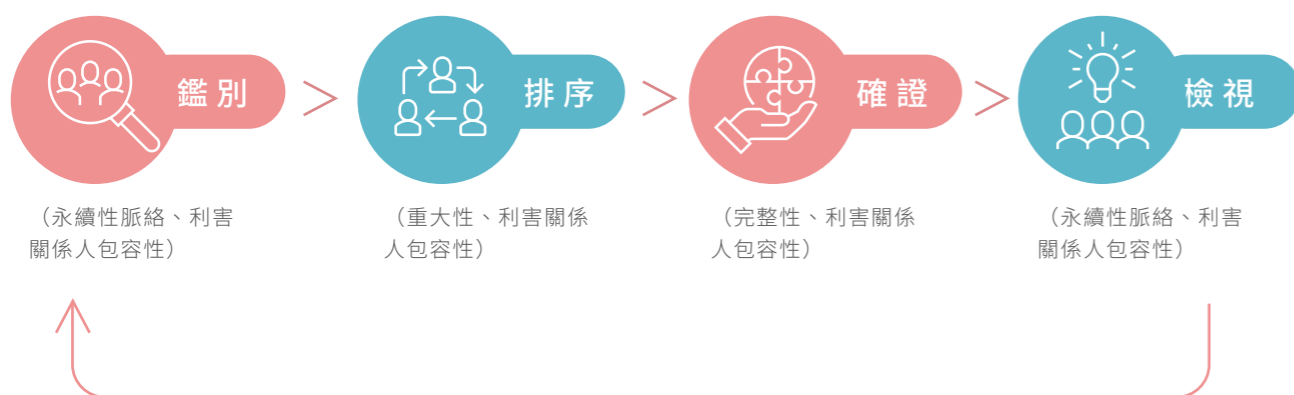 鑑別
排序
確證
檢視
（永續性脈絡、利害
關係人包容性）
（重大性、利害關係
人包容性）
（完整性、利害關係
人包容性）
（永續性脈絡、利害
關係人包容性）